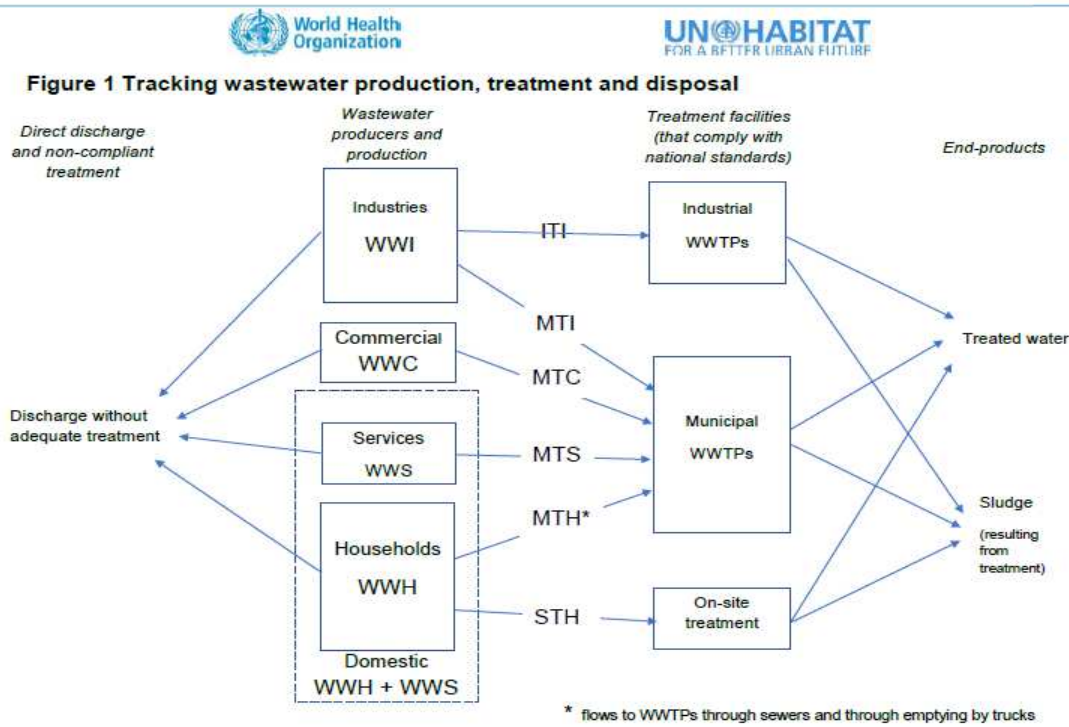 World Health
Organization
UN HABITAT
FOR A BETTER URBAN FUTURE
Figure 1 Tracking wastewater production, treatment and disposal
Direct discharge
and non-compliant
treatment
Wastewater
producers and
production
Treatment facilities
(that comply with
national standards)
End-products
Industries
WWI
ITI
Industrial
WWTPs
MTI
Commercial
WWC
MTC
Treated water
Discharge without
adequate treatment
Services
WWS
MTS
Municipal
WWTPs
MTH*
Households
WWH
Sludge
(resulting
from
treatment)
STH
On-site
treatment
Domestic
WWH + WWS
* flows to WWTPs through sewers and through emptying by trucks